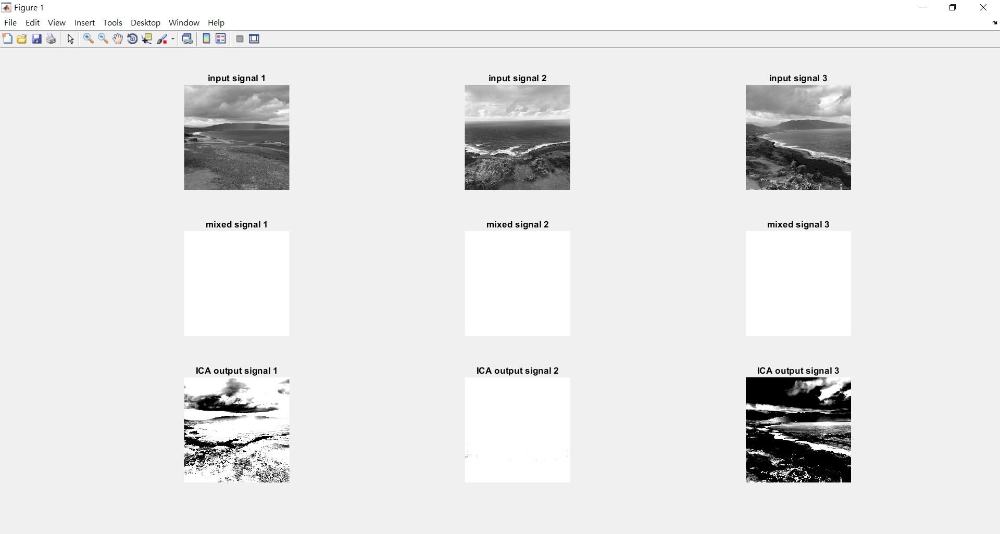 Figure 1
File Edit View Insert Tools Desktop Window Help
input signal 1
input signal 2
input signal 3
mixed signal 1
mixed signal 2
mixed signal 3
ICA output signal 1
ICA output signal 2
ICA output signal 3